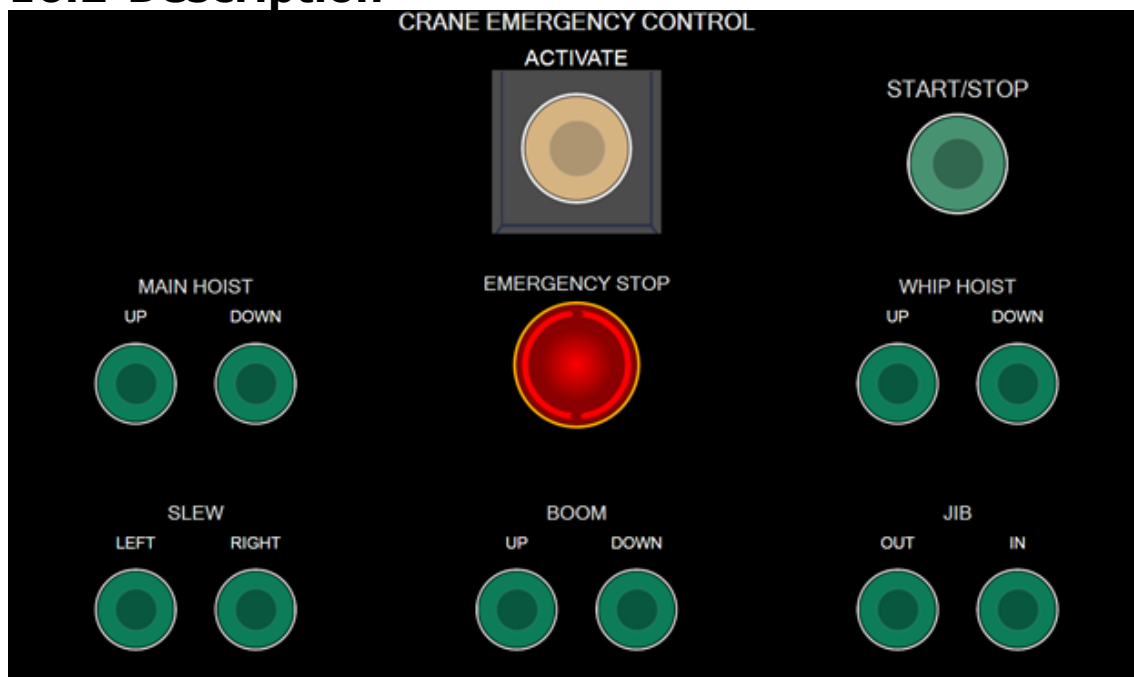 Description
CRANE EMERGENCY CONTROL
ACTIVATE
START/STOP
MAIN HOIST
UP DOWN
EMERGENCY STOP
WHIP HOIST
UP DOWN
SLEW
LEFT RIGHT
BOOM
UP DOWN
JIB
OUT IN